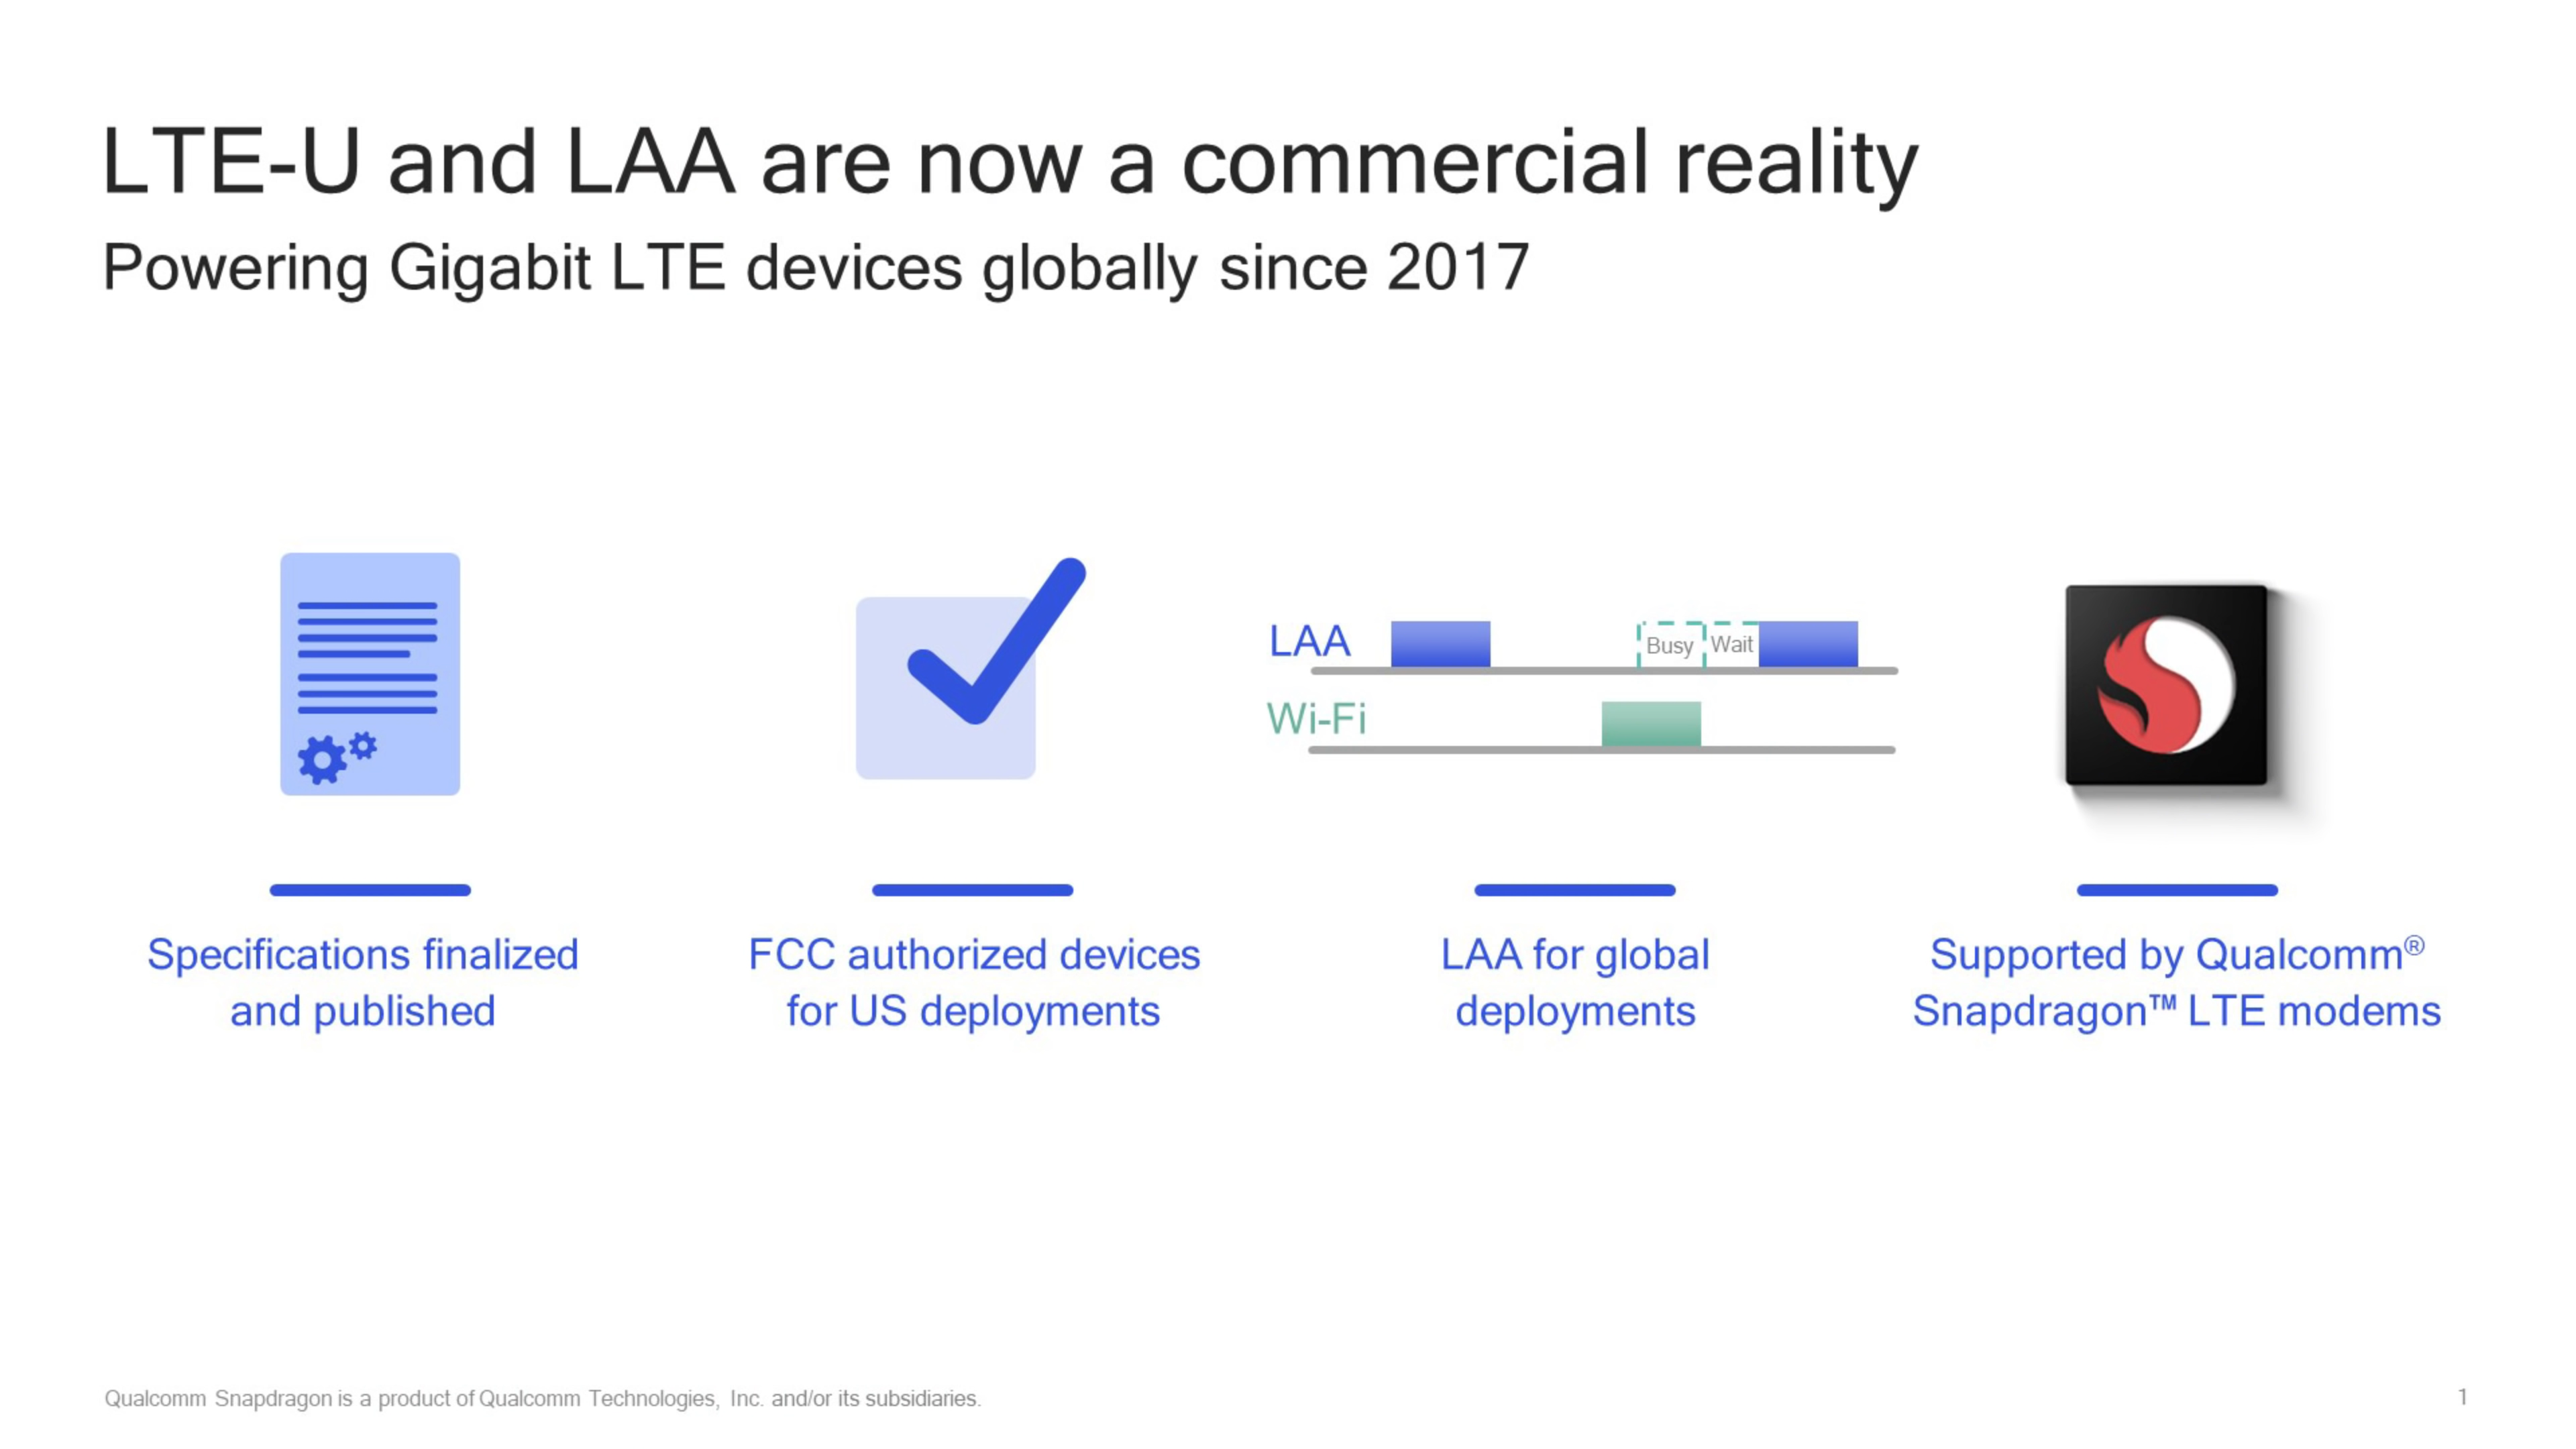 LTE-U and LAA are now a commercial reality
Powering Gigabit LTE devices globally since 2017
LAA
Busy
Wait
Wi-Fi
Specifications finalized
and published
FCC authorized devices
for US deployments
LAA for global
deployments
Supported by Qualcomm®
Snapdragon™ LTE modems
Qualcomm Snapdragon is a product of Qualcomm Technologies, Inc. and/or its subsidiaries.
1